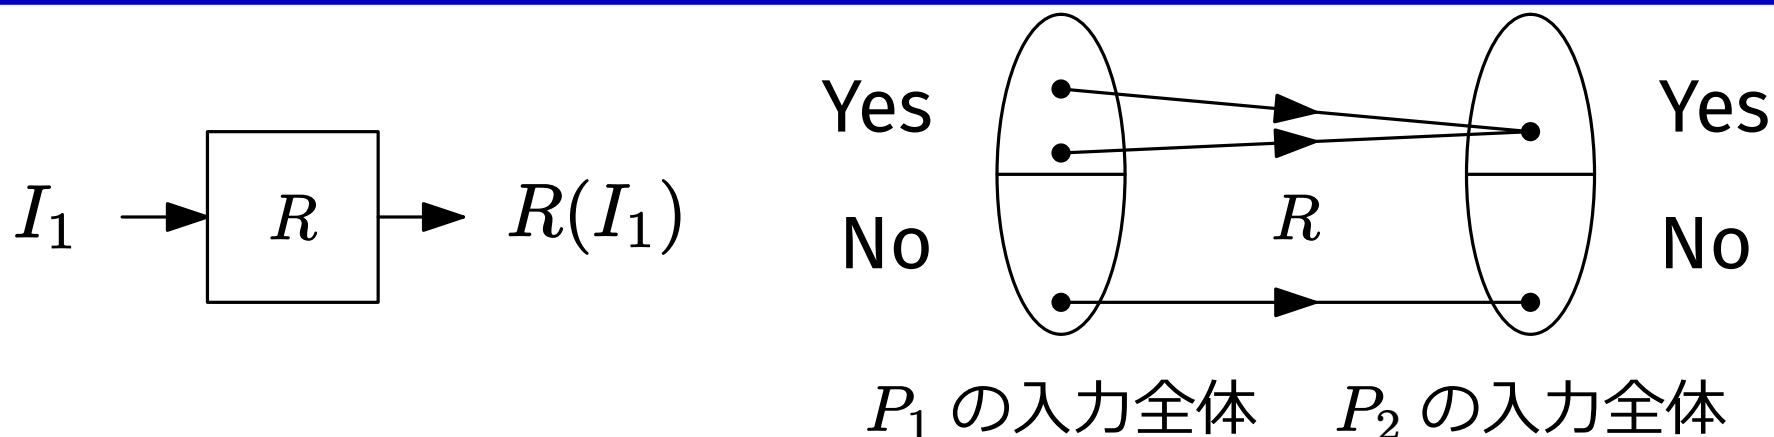 I₁ R R(I₁)
Yes Yes
No R No
P₁ の入力全体 P₂ の入力全体